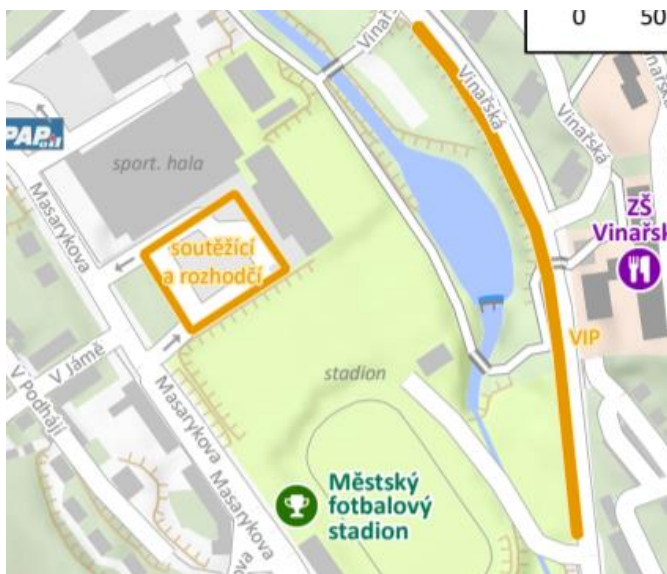 0 50
Vinařská
Vinařská
Vinařská
PAP oil
sport. hala
ZŠ
Vinařsk
Masarykova
soutěžící
a rozhodčí
VIP
V Jámě
stadion
V Podhájí
Masarykova
Městský
fotbalový
stadion
Masarykova